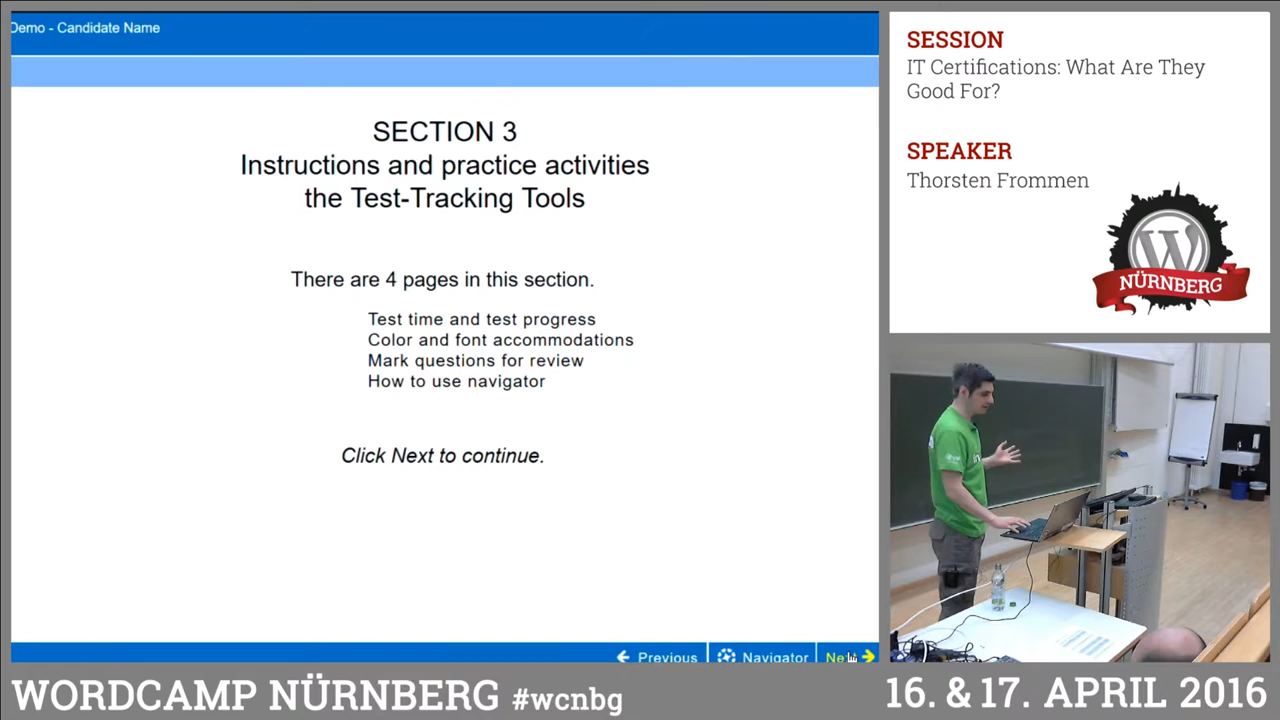 Demo - Candidate Name
SECTION 3
Instructions and practice activities
the Test-Tracking Tools
There are 4 pages in this section.
Test time and test progress
Color and font accommodations
Mark questions for review
How to use navigator
Click Next to continue.
Previous
Navigator
Next
SESSION
IT Certifications: What Are They
Good For?
SPEAKER
Thorsten Frommen
NÜRNBERG
WORDCAMP NÜRNBERG #wcnbg
16. & 17. APRIL 2016